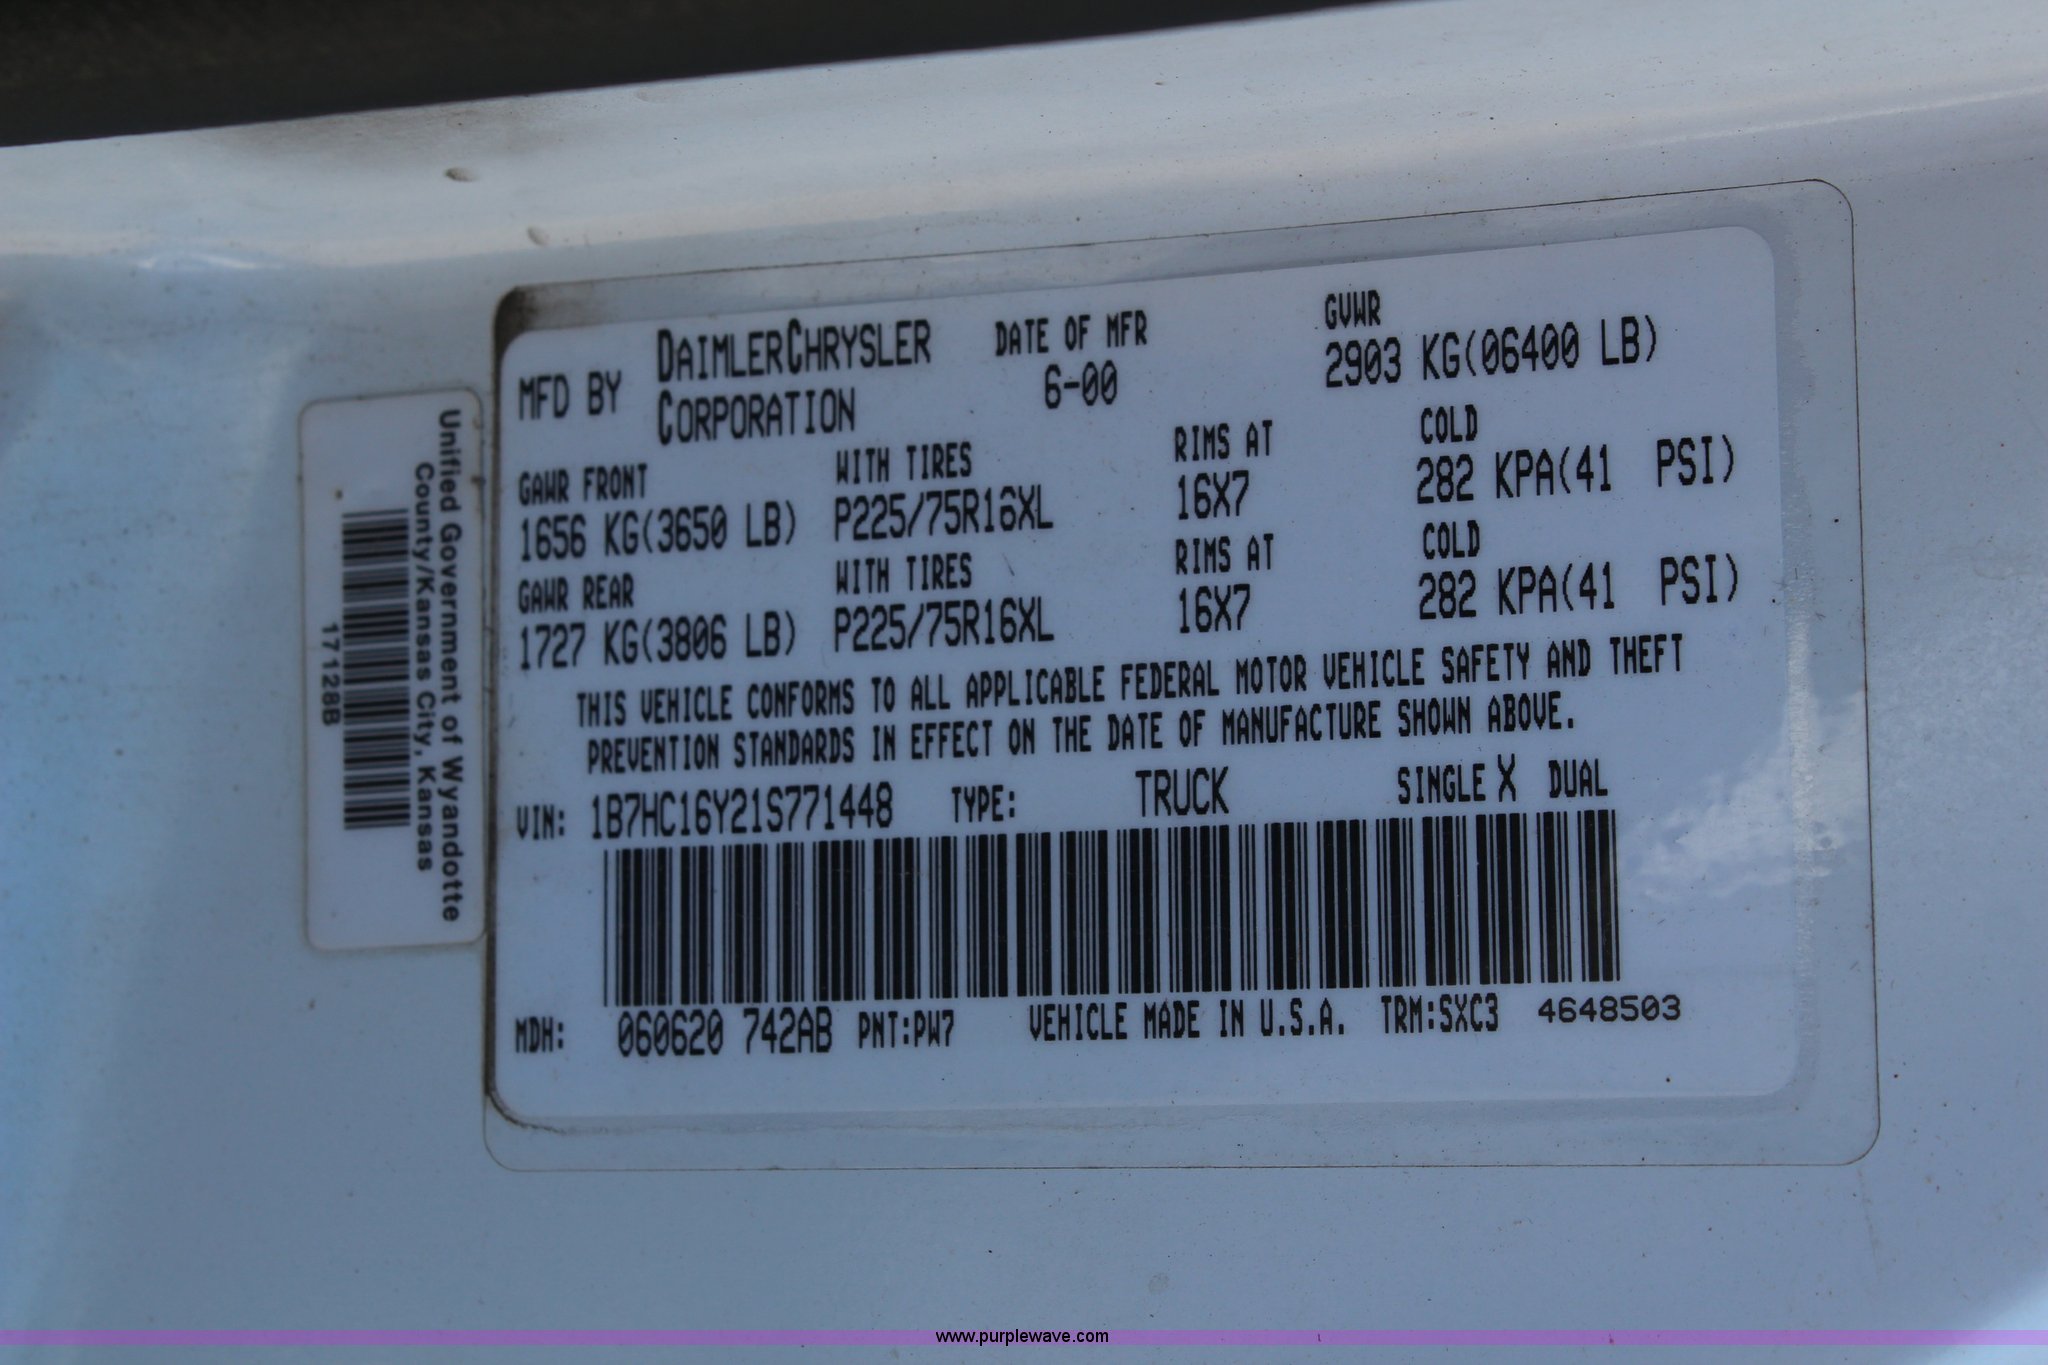 Unified Government of Wyandotte
County/Kansas City, Kansas
17128B
MFD BY DAIMLERCHRYSLER CORPORATION
DATE OF MFR
6-00
GVWR
2903 KG(06400 LB)
GAWR FRONT WITH TIRES RIMS AT COLD
1656 KG(3650 LB) P225/75R16XL 16X7 282 KPA(41 PSI)
GAWR REAR WITH TIRES RIMS AT COLD
1727 KG(3806 LB) P225/75R16XL 16X7 282 KPA(41 PSI)
THIS VEHICLE CONFORMS TO ALL APPLICABLE FEDERAL MOTOR VEHICLE SAFETY AND THEFT
PREVENTION STANDARDS IN EFFECT ON THE DATE OF MANUFACTURE SHOWN ABOVE.
VIN: 1B7HC16Y21S771448 TYPE: TRUCK SINGLE X DUAL
MDH: 060620 742AB PNT:PW7 VEHICLE MADE IN U.S.A. TRM:SXC3 4648503
www.purplewave.com